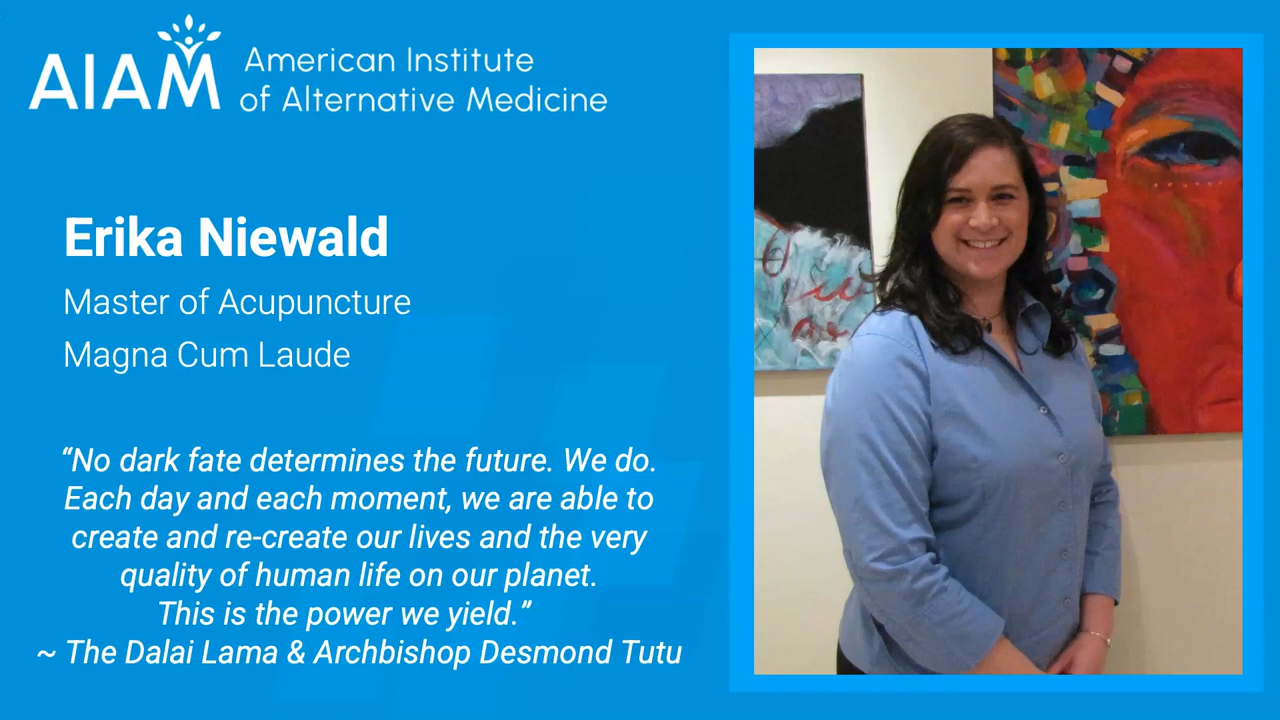 AIAM
American Institute
of Alternative Medicine
Erika Niewald
Master of Acupuncture
Magna Cum Laude
“No dark fate determines the future. We do.
Each day and each moment, we are able to
create and re-create our lives and the very
quality of human life on our planet.
This is the power we yield.”
~ The Dalai Lama & Archbishop Desmond Tutu